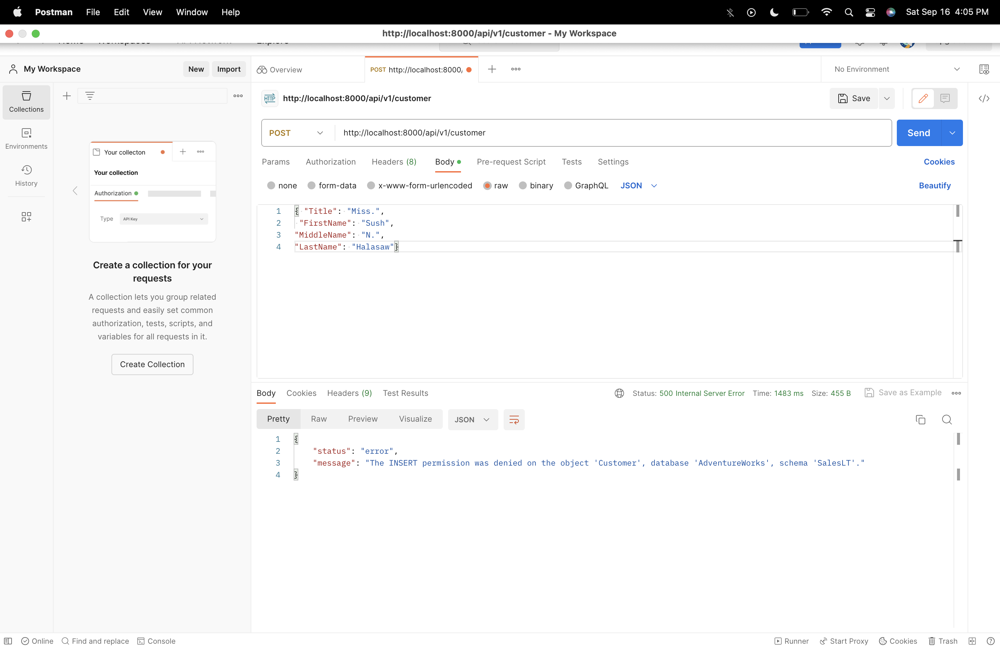 Postman File Edit View Window Help Sat Sep 16 4:05 PM
http://localhost:8000/api/v1/customer - My Workspace
My Workspace New Import Overview POST http://localhost:8000/ No Environment
Collections
Environments
History
Your collecton
Your collection
Authorization
Type API Key
Create a collection for your
requests
A collection lets you group related
requests and easily set common
authorization, tests, scripts, and
variables for all requests in it.
Create Collection
HTTP http://localhost:8000/api/v1/customer Save
POST http://localhost:8000/api/v1/customer Send
Params Authorization Headers (8) Body Pre-request Script Tests Settings Cookies
none form-data x-www-form-urlencoded raw binary GraphQL JSON Beautify
1 { "Title": "Miss.",
2 "FirstName": "Sush",
3 "MiddleName": "N.",
4 "LastName": "Halasaw"}
Body Cookies Headers (9) Test Results Status: 500 Internal Server Error Time: 1483 ms Size: 455 B Save as Example
Pretty Raw Preview Visualize JSON
1 {
2 "status": "error",
3 "message": "The INSERT permission was denied on the object 'Customer', database 'AdventureWorks', schema 'SalesLT'."
4 }
Online Find and replace Console Runner Start Proxy Cookies Trash